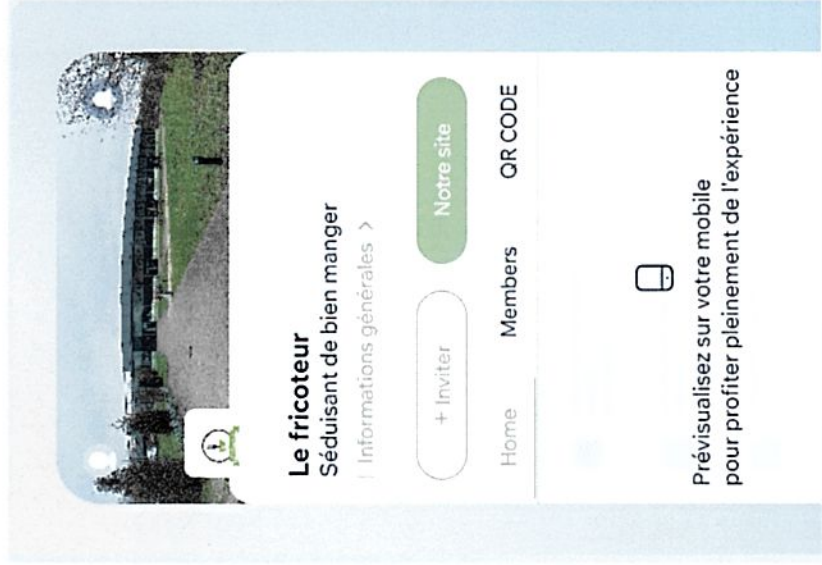 Le fricoteur
Séduisant de bien manger
Informations générales >
+ Inviter
Notre site
Home
Members
QR CODE
Prévisualisez sur votre mobile
pour profiter pleinement de l'expérience